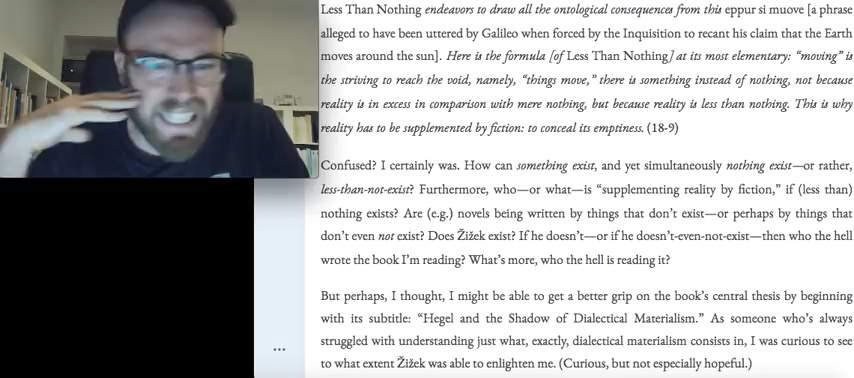 Less Than Nothing endeavors to draw all the ontological consequences from this eppur si muove [a phrase
alleged to have been uttered by Galileo when forced by the Inquisition to recant his claim that the Earth
moves around the sun]. Here is the formula [of Less Than Nothing] at its most elementary: “moving” is
the striving to reach the void, namely, “things move,” there is something instead of nothing, not because
reality is in excess in comparison with mere nothing, but because reality is less than nothing. This is why
reality has to be supplemented by fiction: to conceal its emptiness. (18-9)
Confused? I certainly was. How can something exist, and yet simultaneously nothing exist—or rather,
less-than-not-exist? Furthermore, who—or what—is “supplementing reality by fiction,” if (less than)
nothing exists? Are (e.g.) novels being written by things that don’t exist—or perhaps by things that
don’t even not exist? Does Žižek exist? If he doesn’t—or if he doesn’t-even-not-exist—then who the hell
wrote the book I’m reading? What’s more, who the hell is reading it?
But perhaps, I thought, I might be able to get a better grip on the book’s central thesis by beginning
with its subtitle: “Hegel and the Shadow of Dialectical Materialism.” As someone who’s always
struggled with understanding just what, exactly, dialectical materialism consists in, I was curious to see
to what extent Žižek was able to enlighten me. (Curious, but not especially hopeful.)